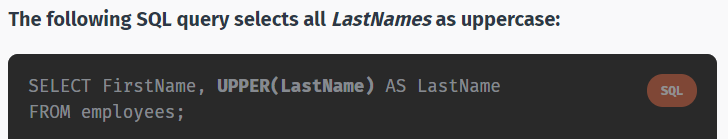 The following SQL query selects all LastNames as uppercase:
SELECT FirstName, UPPER(LastName) AS LastName
SQL
FROM employees;